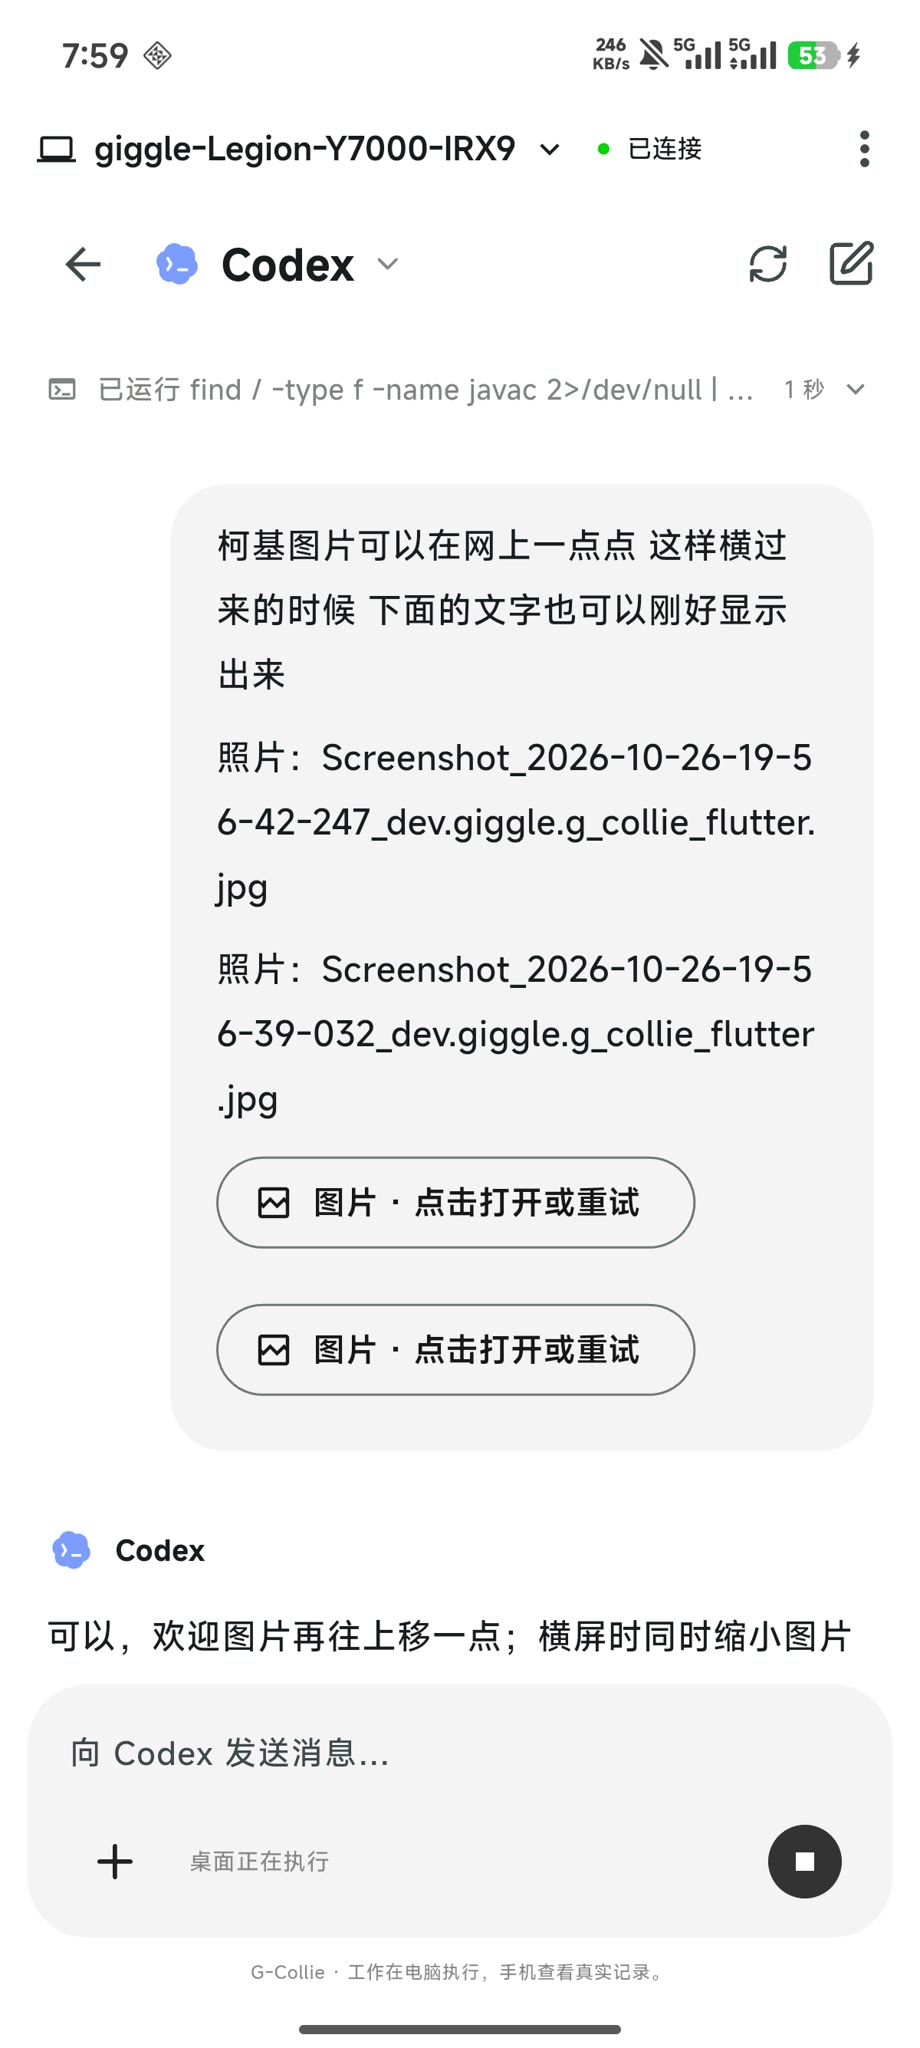 7:59
246 KB/s 5G 5G 53
giggle-Legion-Y7000-IRX9 已连接
Codex
已运行 find / -type f -name javac 2>/dev/null | ... 1 秒
柯基图片可以在网上一点点 这样横过
来的时候 下面的文字也可以刚好显示
出来
照片：Screenshot_2026-10-26-19-5
6-42-247_dev.giggle.g_collie_flutter.
jpg
照片：Screenshot_2026-10-26-19-5
6-39-032_dev.giggle.g_collie_flutter
.jpg
图片 · 点击打开或重试
图片 · 点击打开或重试
Codex
可以，欢迎图片再往上移一点；横屏时同时缩小图片
向 Codex 发送消息...
桌面正在执行
G-Collie · 工作在电脑执行，手机查看真实记录。